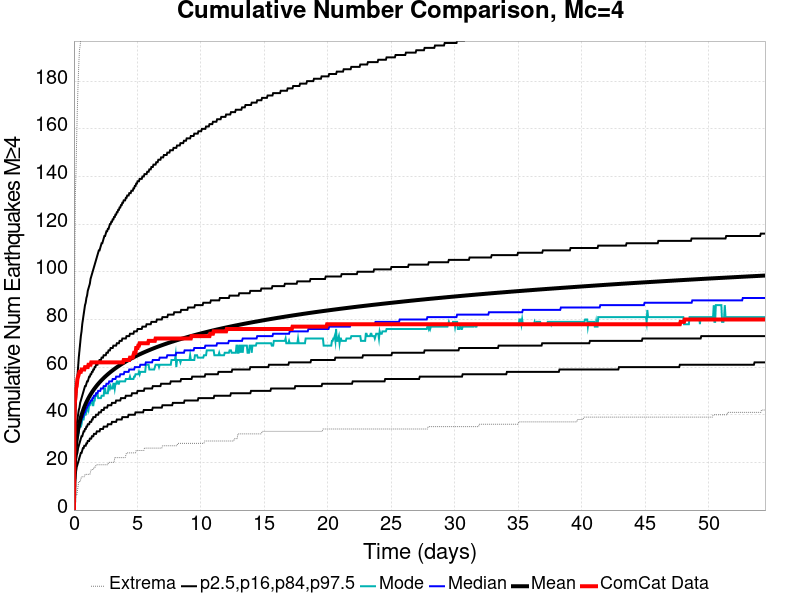 Cumulative Number Comparison, Mc=4
Cumulative Num Earthquakes M≥4
180
160
140
120
100
80
60
40
20
0
0 5 10 15 20 25 30 35 40 45 50
Time (days)
Extrema p2.5,p16,p84,p97.5 Mode Median Mean ComCat Data